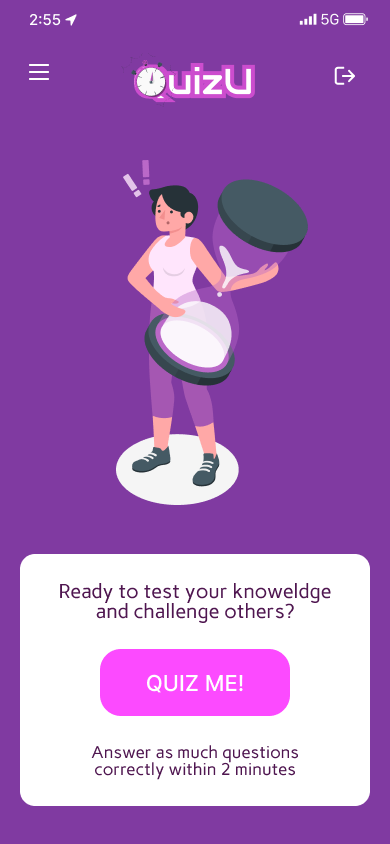 2:55
5G
QuizU
Ready to test your knoweldge
and challenge others?
QUIZ ME!
Answer as much questions
correctly within 2 minutes